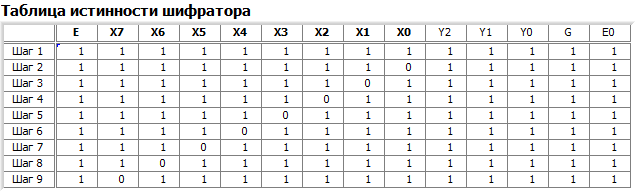 Таблица истинности шифратора
E X7 X6 X5 X4 X3 X2 X1 X0 Y2 Y1 Y0 G E0
Шаг 1 1 1 1 1 1 1 1 1 1 1 1 1 1 1
Шаг 2 1 1 1 1 1 1 1 1 0 1 1 1 1 1
Шаг 3 1 1 1 1 1 1 1 0 1 1 1 1 1 1
Шаг 4 1 1 1 1 1 1 0 1 1 1 1 1 1 1
Шаг 5 1 1 1 1 1 0 1 1 1 1 1 1 1 1
Шаг 6 1 1 1 1 0 1 1 1 1 1 1 1 1 1
Шаг 7 1 1 1 0 1 1 1 1 1 1 1 1 1 1
Шаг 8 1 1 0 1 1 1 1 1 1 1 1 1 1 1
Шаг 9 1 0 1 1 1 1 1 1 1 1 1 1 1 1